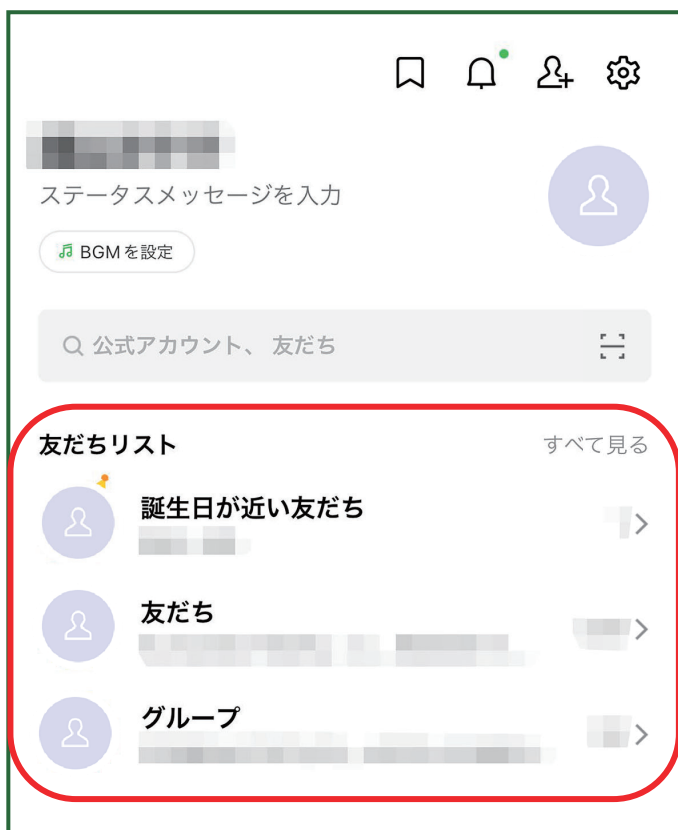 ステータスメッセージを入力
BGMを設定
公式アカウント、 友だち
友だちリスト すべて見る
誕生日が近い友だち
友だち
グループ